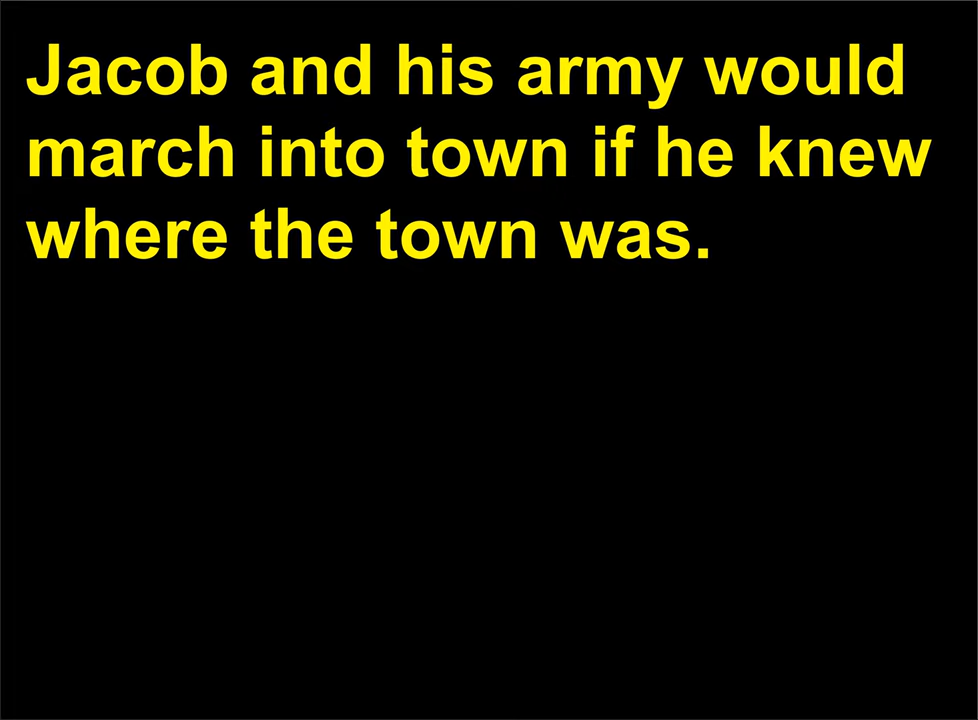 Jacob and his army would
march into town if he knew
where the town was.